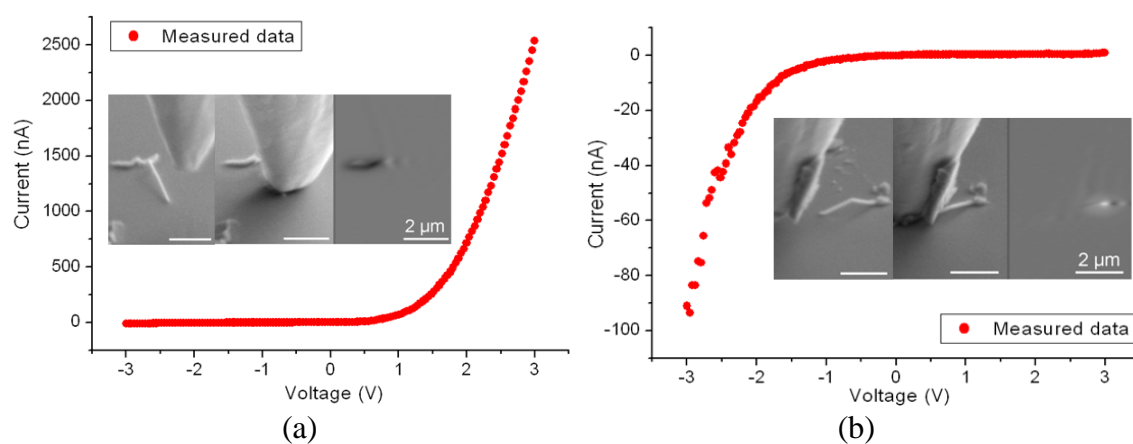 Measured data
Current (nA)
2500
2000
1500
1000
500
0
2 µm
-3
-2
-1
0
1
2
3
Voltage (V)
(a)
Current (nA)
0
-20
-40
-60
-80
-100
2 µm
Measured data
-3
-2
-1
0
1
2
3
Voltage (V)
(b)